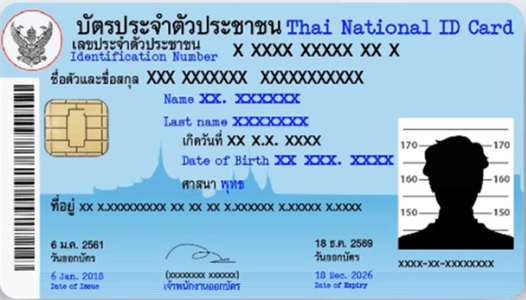 บัตรประจำตัวประชาชน Thai National ID Card
เลขประจำตัวประชาชน
Identification Number X XXXX XXXXX XX X
ชื่อตัวและชื่อสกุล XXX XXXXXXX XXXXXXXXXXX
Name XX. XXXXXX
Last name XXXXXXX
เกิดวันที่ XX X.X. XXXX
Date of Birth XX XXX. XXXX
ศาสนา พุทธ
170 170
160 160
150 150
ที่อยู่ XX X.XXXXXXXXX XX XX XX X.XXXXXX X.XXXXX X.XXXX
6 ม.ค. 2561
วันออกบัตร
6 Jan. 2018
Date of Issue
(XXXXXXXX XXXXXX)
เจ้าพนักงานออกบัตร
18 ธ.ค. 2569
วันออกบัตร
18 Dec. 2026
Date of Expiry
XXXX-XX-XXXXXXXX